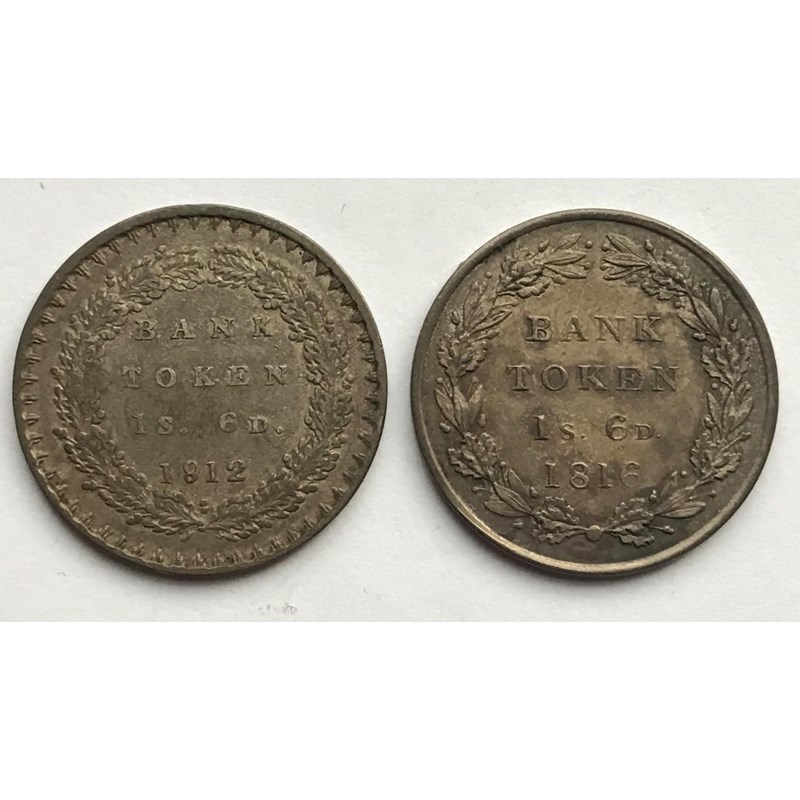 BANK
TOKEN
1S. 6D.
1812
BANK
TOKEN
1S. 6D.
1816